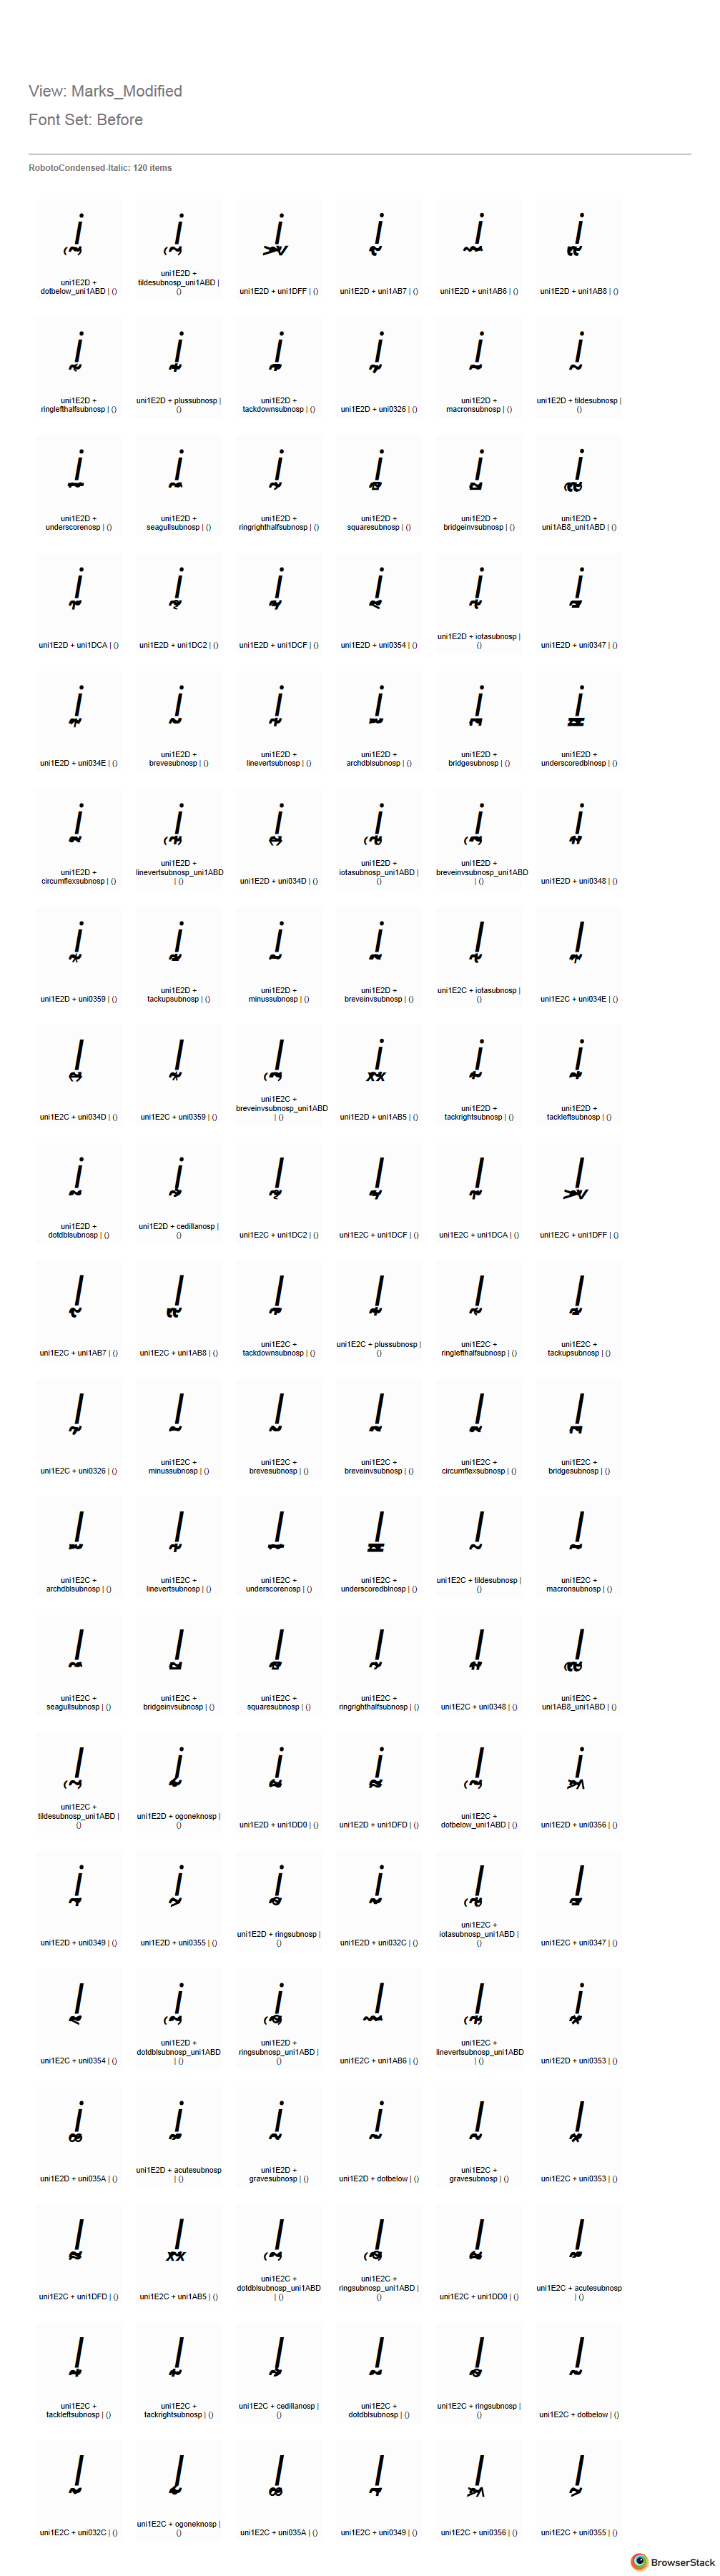 View: Marks_Modified
Font Set: Before
RobotoCondensed-Italic: 120 items
uni1E2D + dotbelow_uni1ABD | ()
uni1E2D + tildesubnosp_uni1ABD | ()
uni1E2D + uni1DFF | ()
uni1E2D + uni1AB7 | ()
uni1E2D + uni1AB6 | ()
uni1E2D + uni1AB8 | ()
uni1E2D + ringlefthalfsubnosp | ()
uni1E2D + plussubnosp | ()
uni1E2D + tackdownsubnosp | ()
uni1E2D + uni0326 | ()
uni1E2D + macronsubnosp | ()
uni1E2D + tildesubnosp | ()
uni1E2D + underscorenosp | ()
uni1E2D + seagullsubnosp | ()
uni1E2D + ringrighthalfsubnosp | ()
uni1E2D + squaresubnosp | ()
uni1E2D + bridgeinvsubnosp | ()
uni1E2D + uni1AB8_uni1ABD | ()
uni1E2D + uni1DCA | ()
uni1E2D + uni1DC2 | ()
uni1E2D + uni1DCF | ()
uni1E2D + uni0354 | ()
uni1E2D + iotasubnosp | ()
uni1E2D + uni0347 | ()
uni1E2D + uni034E | ()
uni1E2D + brevesubnosp | ()
uni1E2D + linevertsubnosp | ()
uni1E2D + archdblsubnosp | ()
uni1E2D + bridgesubnosp | ()
uni1E2D + underscoredblnosp | ()
uni1E2D + circumflexsubnosp | ()
uni1E2D + linevertsubnosp_uni1ABD | ()
uni1E2D + uni034D | ()
uni1E2D + iotasubnosp_uni1ABD | ()
uni1E2D + breveinvsubnosp_uni1ABD | ()
uni1E2D + uni0348 | ()
uni1E2D + uni0359 | ()
uni1E2D + tackupsubnosp | ()
uni1E2D + minussubnosp | ()
uni1E2D + breveinvsubnosp | ()
uni1E2C + iotasubnosp | ()
uni1E2C + uni034E | ()
uni1E2C + uni034D | ()
uni1E2C + uni0359 | ()
uni1E2C + breveinvsubnosp_uni1ABD | ()
uni1E2D + uni1AB5 | ()
uni1E2D + tackrightsubnosp | ()
uni1E2D + tackleftsubnosp | ()
uni1E2D + dotdblsubnosp | ()
uni1E2D + cedillanosp | ()
uni1E2C + uni1DC2 | ()
uni1E2C + uni1DCF | ()
uni1E2C + uni1DCA | ()
uni1E2C + uni1DFF | ()
uni1E2C + uni1AB7 | ()
uni1E2C + uni1AB8 | ()
uni1E2C + tackdownsubnosp | ()
uni1E2C + plussubnosp | ()
uni1E2C + ringlefthalfsubnosp | ()
uni1E2C + tackupsubnosp | ()
uni1E2C + uni0326 | ()
uni1E2C + minussubnosp | ()
uni1E2C + brevesubnosp | ()
uni1E2C + breveinvsubnosp | ()
uni1E2C + circumflexsubnosp | ()
uni1E2C + bridgesubnosp | ()
uni1E2C + archdblsubnosp | ()
uni1E2C + linevertsubnosp | ()
uni1E2C + underscorenosp | ()
uni1E2C + underscoredblnosp | ()
uni1E2C + tildesubnosp | ()
uni1E2C + macronsubnosp | ()
uni1E2C + seagullsubnosp | ()
uni1E2C + bridgeinvsubnosp | ()
uni1E2C + squaresubnosp | ()
uni1E2C + ringrighthalfsubnosp | ()
uni1E2C + uni0348 | ()
uni1E2C + uni1AB8_uni1ABD | ()
uni1E2C + tildesubnosp_uni1ABD | ()
uni1E2D + ogoneknosp | ()
uni1E2D + uni1DD0 | ()
uni1E2D + uni1DFD | ()
uni1E2C + dotbelow_uni1ABD | ()
uni1E2D + uni0356 | ()
uni1E2D + uni0349 | ()
uni1E2D + uni0355 | ()
uni1E2D + ringsubnosp | ()
uni1E2D + uni032C | ()
uni1E2C + iotasubnosp_uni1ABD | ()
uni1E2C + uni0347 | ()
uni1E2C + uni0354 | ()
uni1E2D + dotdblsubnosp_uni1ABD | ()
uni1E2D + ringsubnosp_uni1ABD | ()
uni1E2C + uni1AB6 | ()
uni1E2C + linevertsubnosp_uni1ABD | ()
uni1E2D + uni0353 | ()
uni1E2D + uni035A | ()
uni1E2D + acutesubnosp | ()
uni1E2D + gravesubnosp | ()
uni1E2D + dotbelow | ()
uni1E2C + gravesubnosp | ()
uni1E2C + uni0353 | ()
uni1E2C + uni1DFD | ()
uni1E2C + uni1AB5 | ()
uni1E2C + dotdblsubnosp_uni1ABD | ()
uni1E2C + ringsubnosp_uni1ABD | ()
uni1E2C + uni1DD0 | ()
uni1E2C + acutesubnosp | ()
uni1E2C + tackleftsubnosp | ()
uni1E2C + tackrightsubnosp | ()
uni1E2C + cedillanosp | ()
uni1E2C + dotdblsubnosp | ()
uni1E2C + ringsubnosp | ()
uni1E2C + dotbelow | ()
uni1E2C + uni032C | ()
uni1E2C + ogoneknosp | ()
uni1E2C + uni035A | ()
uni1E2C + uni0349 | ()
uni1E2C + uni0356 | ()
uni1E2C + uni0355 | ()
BrowserStack